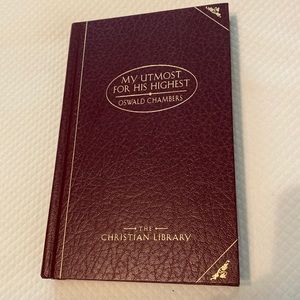 MY UTMOST
FOR HIS HIGHEST
OSWALD CHAMBERS
THE
CHRISTIAN LIBRARY